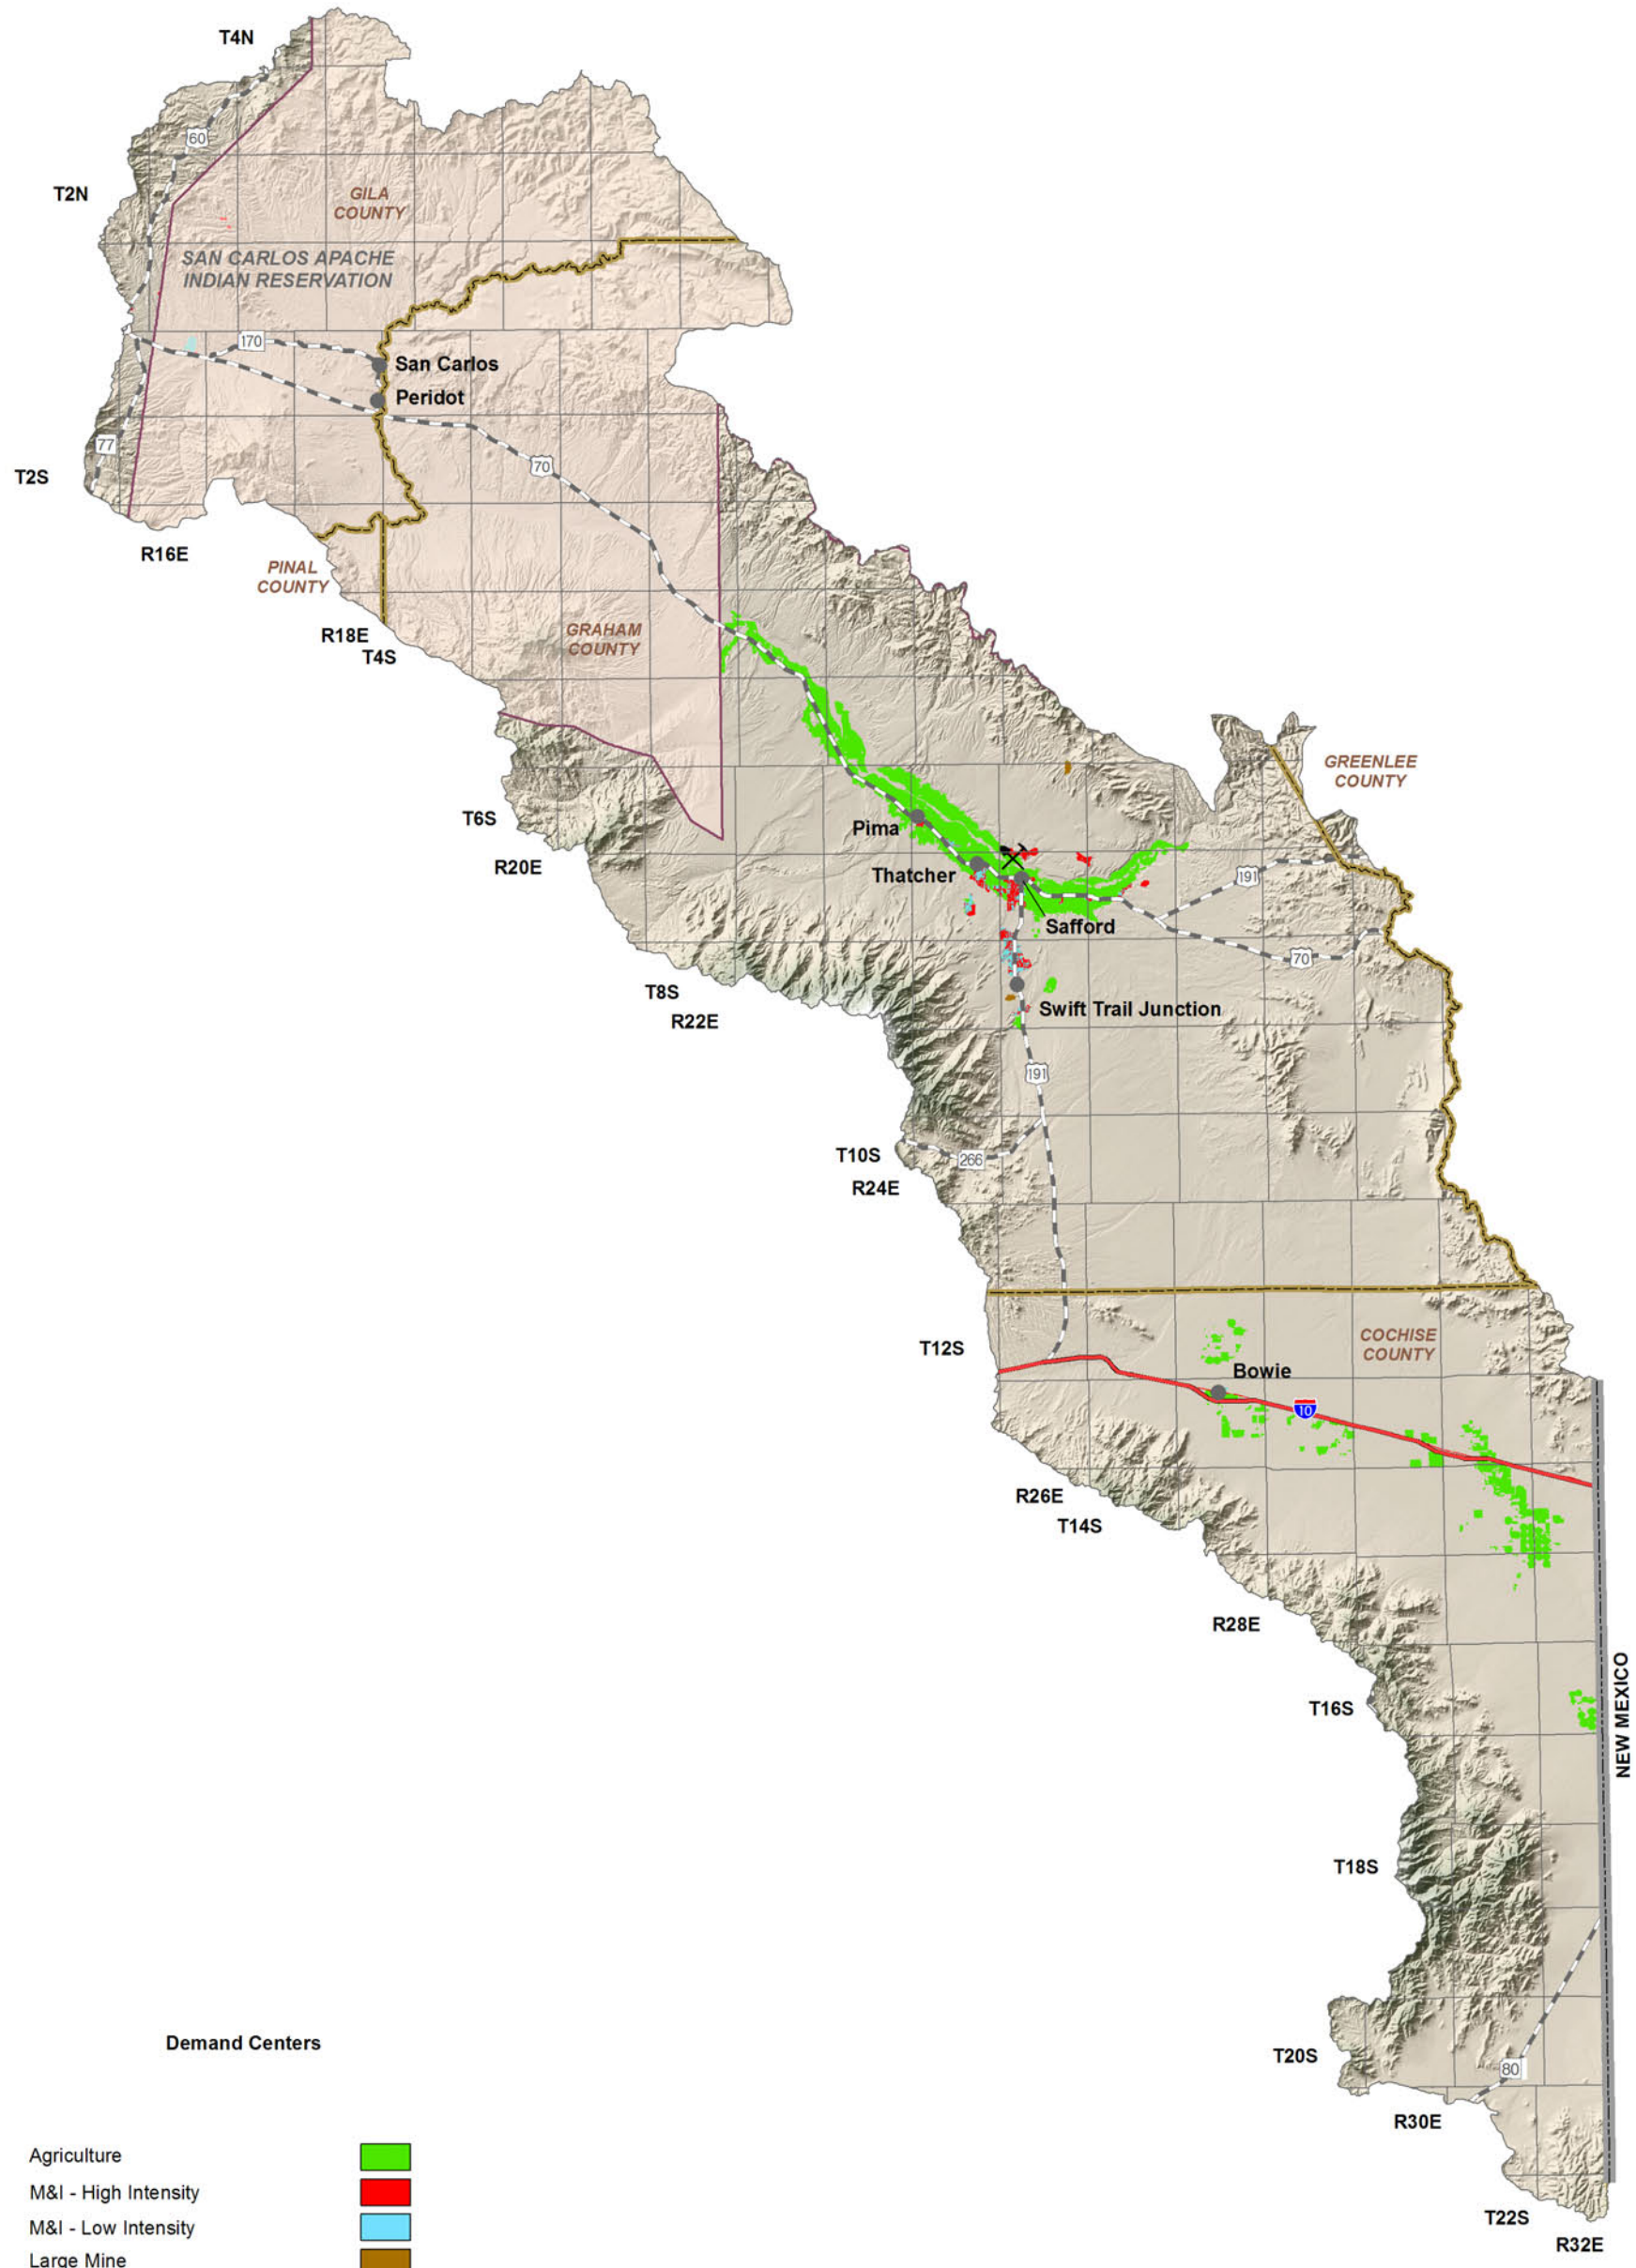 T4N
60
T2N
GILA
COUNTY
SAN CARLOS APACHE
INDIAN RESERVATION
170
San Carlos
Peridot
77
70
T2S
R16E
PINAL
COUNTY
R18E
T4S
GRAHAM
COUNTY
GREENLEE
COUNTY
T6S
Pima
R20E
Thatcher
191
Safford
70
T8S
R22E
Swift Trail Junction
191
T10S
266
R24E
T12S
COCHISE
COUNTY
Bowie
10
R26E
T14S
R28E
NEW MEXICO
T16S
T18S
Demand Centers
T20S
80
R30E
Agriculture
M&I - High Intensity
M&I - Low Intensity
Large Mine
T22S
R32E